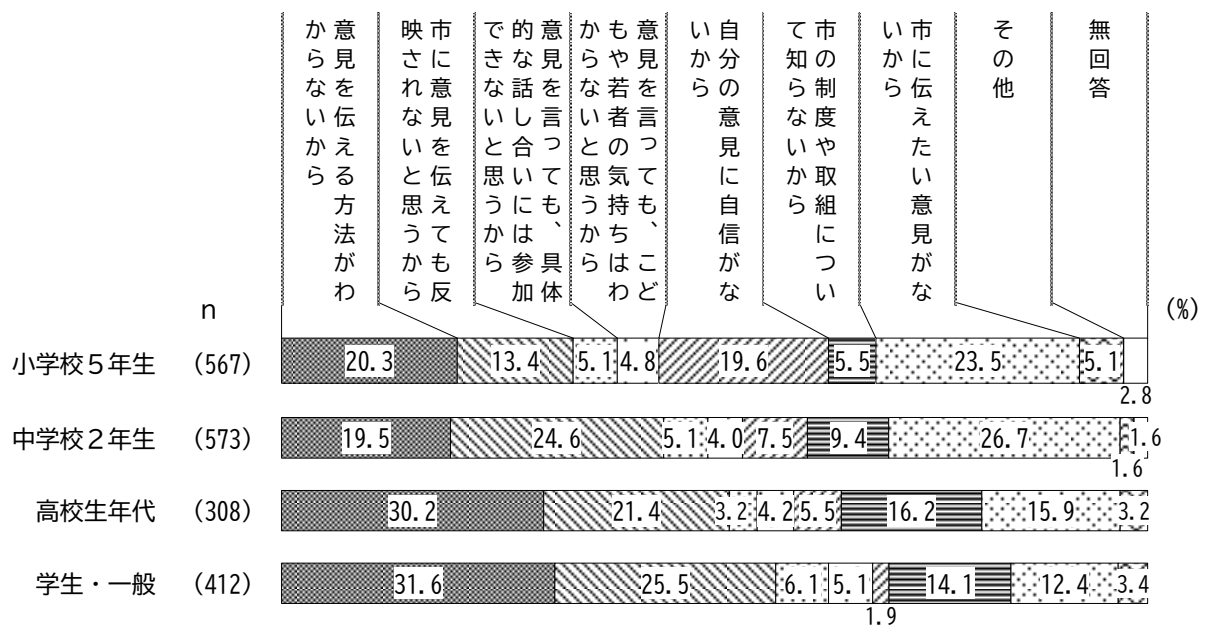 意見を伝える方法がわ
からないから
市に意見を伝えても反
映されないと思うから
意見を言っても、具体
的な話し合いには参加
できないと思うから
意見を言っても、こど
もや若者の気持ちはわ
からないと思うから
自分の意見に自信がな
いから
市の制度や取組につい
て知らないから
市に伝えたい意見がな
いから
その他
無回答
n
(%)
小学校５年生 (567) 20.3 13.4 5.1 4.8 19.6 5.5 23.5 5.1
2.8
中学校２年生 (573) 19.5 24.6 5.1 4.0 7.5 9.4 26.7 1.6
1.6
高校生年代 (308) 30.2 21.4 3.2 4.2 5.5 16.2 15.9 3.2
学生・一般 (412) 31.6 25.5 6.1 5.1 14.1 12.4 3.4
1.9